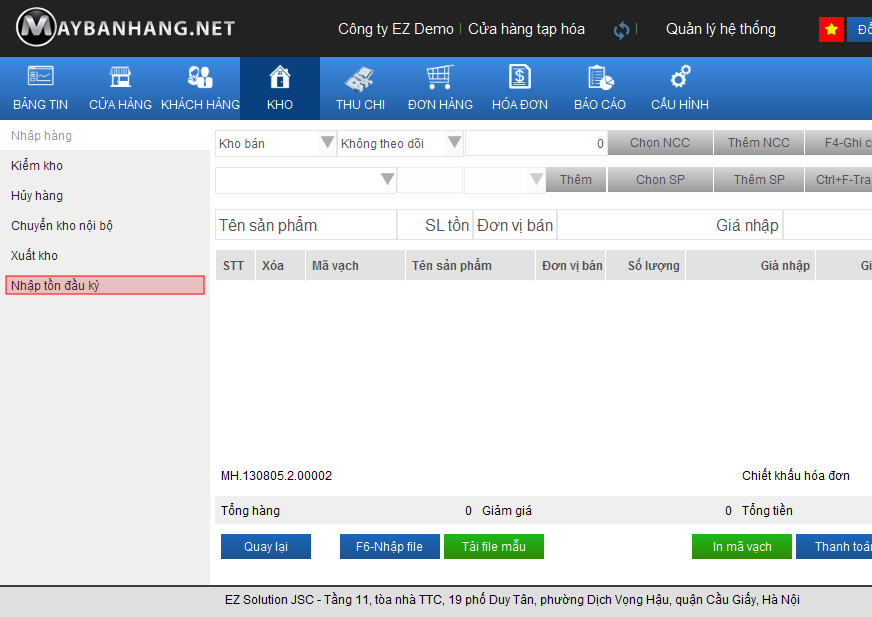 MAYBANHANG.NET
Công ty EZ Demo | Cửa hàng tạp hóa | Quản lý hệ thống
BẢNG TIN CỬA HÀNG KHÁCH HÀNG KHO THU CHI ĐƠN HÀNG HÓA ĐƠN BÁO CÁO CẤU HÌNH
Nhập hàng
Kiểm kho
Hủy hàng
Chuyển kho nội bộ
Xuất kho
Nhập tồn đầu kỳ
Kho bán Không theo dõi 0 Chọn NCC Thêm NCC F4-Ghi
Thêm Chọn SP Thêm SP Ctrl+F-Tra
Tên sản phẩm SL tồn Đơn vị bán Giá nhập
STT Xóa Mã vạch Tên sản phẩm Đơn vị bán Số lượng Giá nhập
MH.130805.2.00002 Chiết khấu hóa đơn
Tổng hàng 0 Giảm giá 0 Tổng tiền
Quay lại F6-Nhập file Tải file mẫu In mã vạch Thanh toán
EZ Solution JSC - Tầng 11, tòa nhà TTC, 19 phố Duy Tân, phường Dịch Vọng Hậu, quận Cầu Giấy, Hà Nội